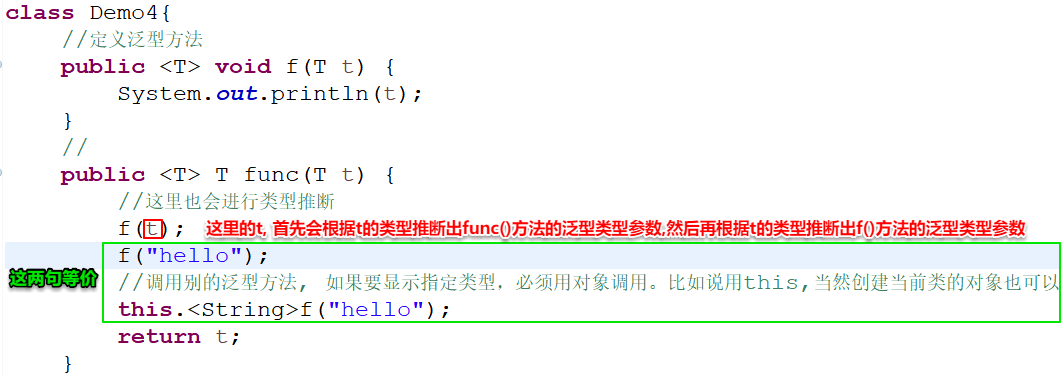 class Demo4{
//定义泛型方法
public <T> void f(T t) {
System.out.println(t);
}
//
public <T> T func(T t) {
//这里也会进行类型推断
f(t); 这里的t, 首先会根据t的类型推断出func()方法的泛型类型参数,然后再根据t的类型推断出f()方法的泛型类型参数
f("hello");
这两句等价
//调用别的泛型方法, 如果要显示指定类型，必须用对象调用。比如说用this,当然创建当前类的对象也可以
this.<String>f("hello");
return t;
}